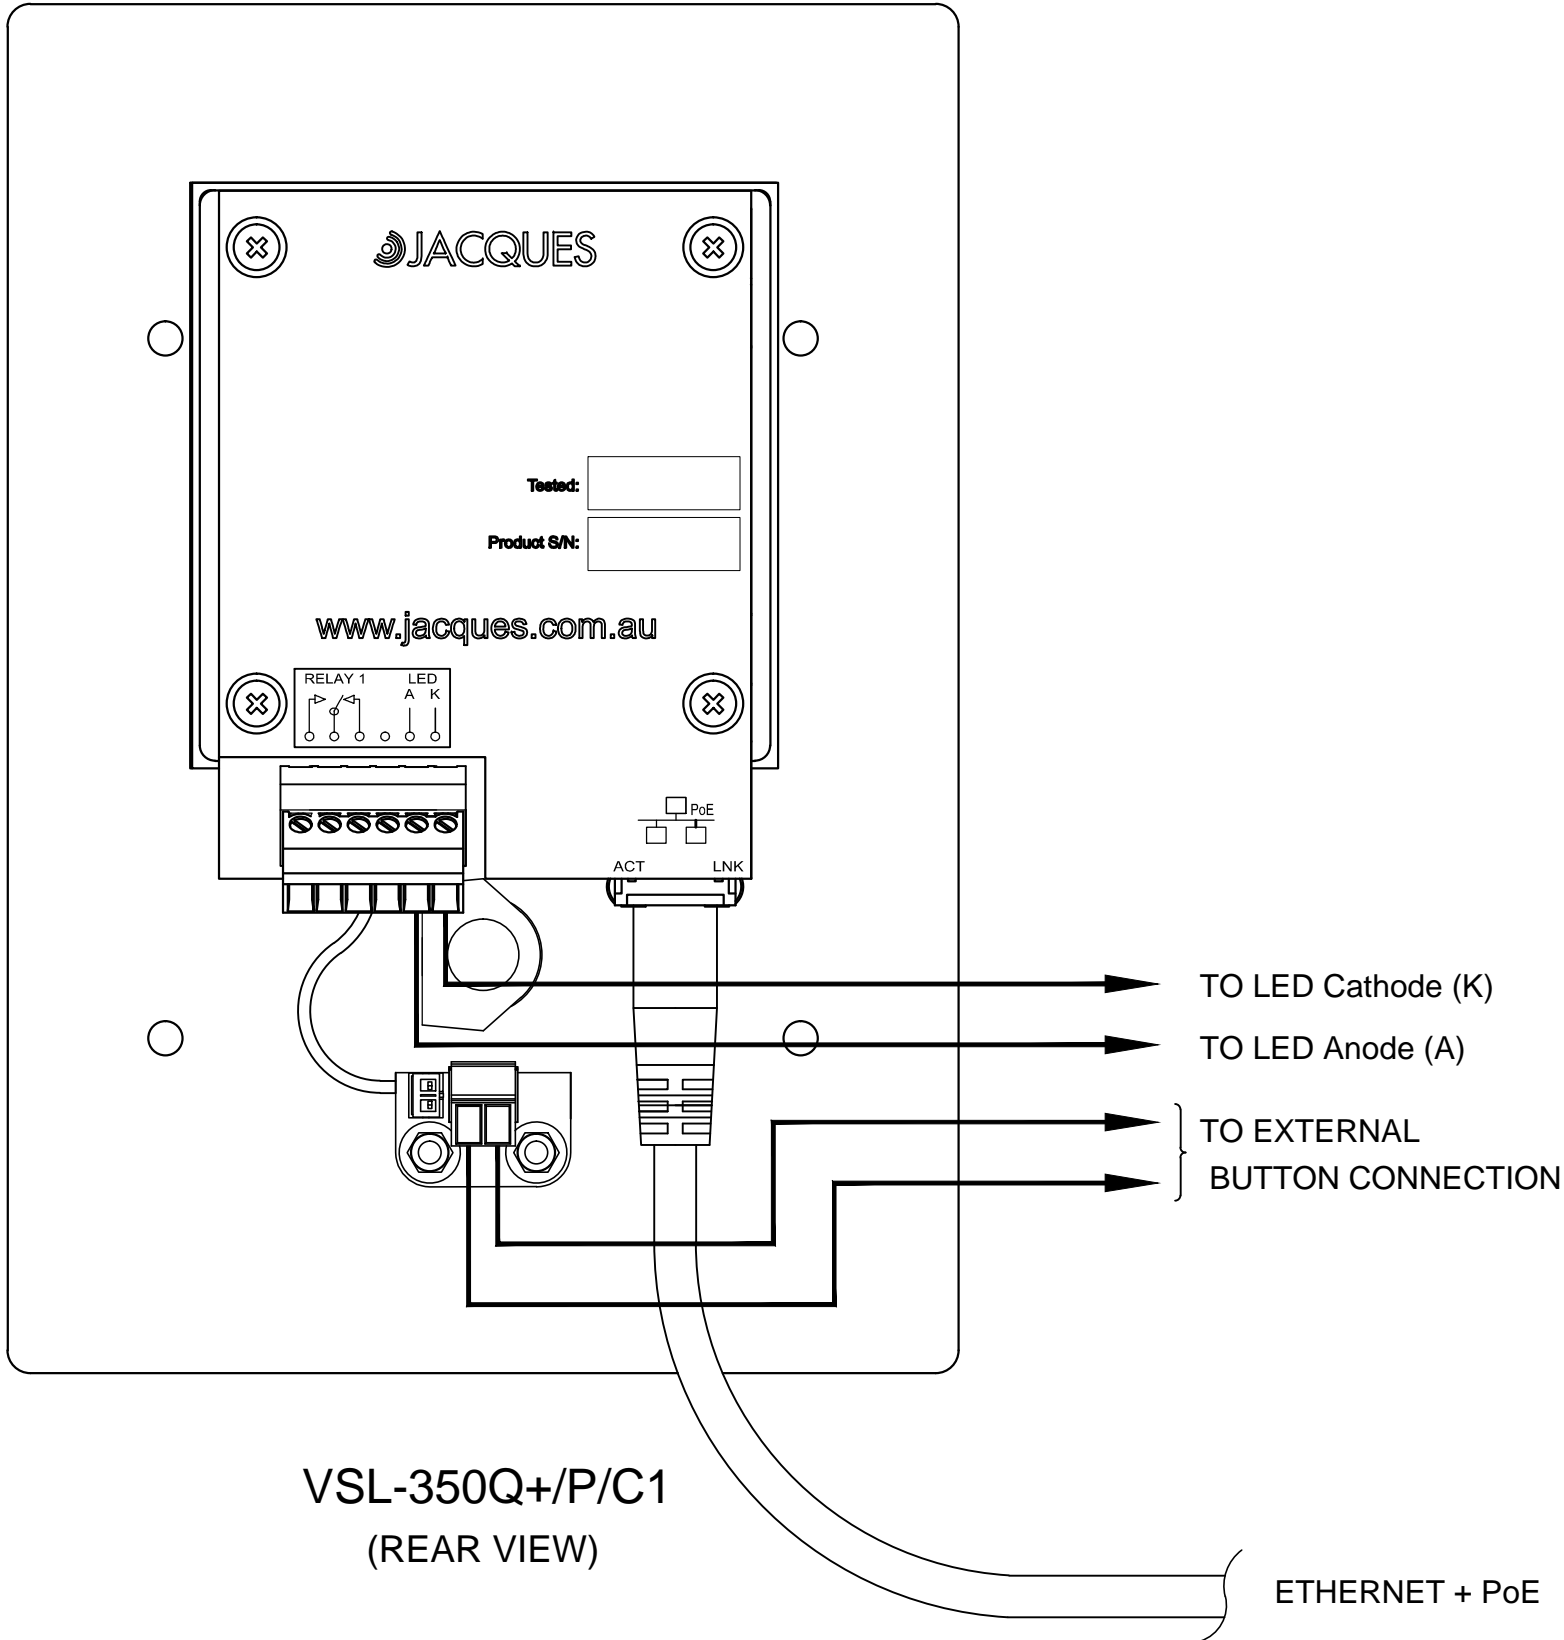 JACQUES
Tested:
Product S/N:
www.jacques.com.au
RELAY 1 LED
A K
PoE
ACT LNK
TO LED Cathode (K)
TO LED Anode (A)
TO EXTERNAL
BUTTON CONNECTION
VSL-350Q+/P/C1
(REAR VIEW)
ETHERNET + PoE